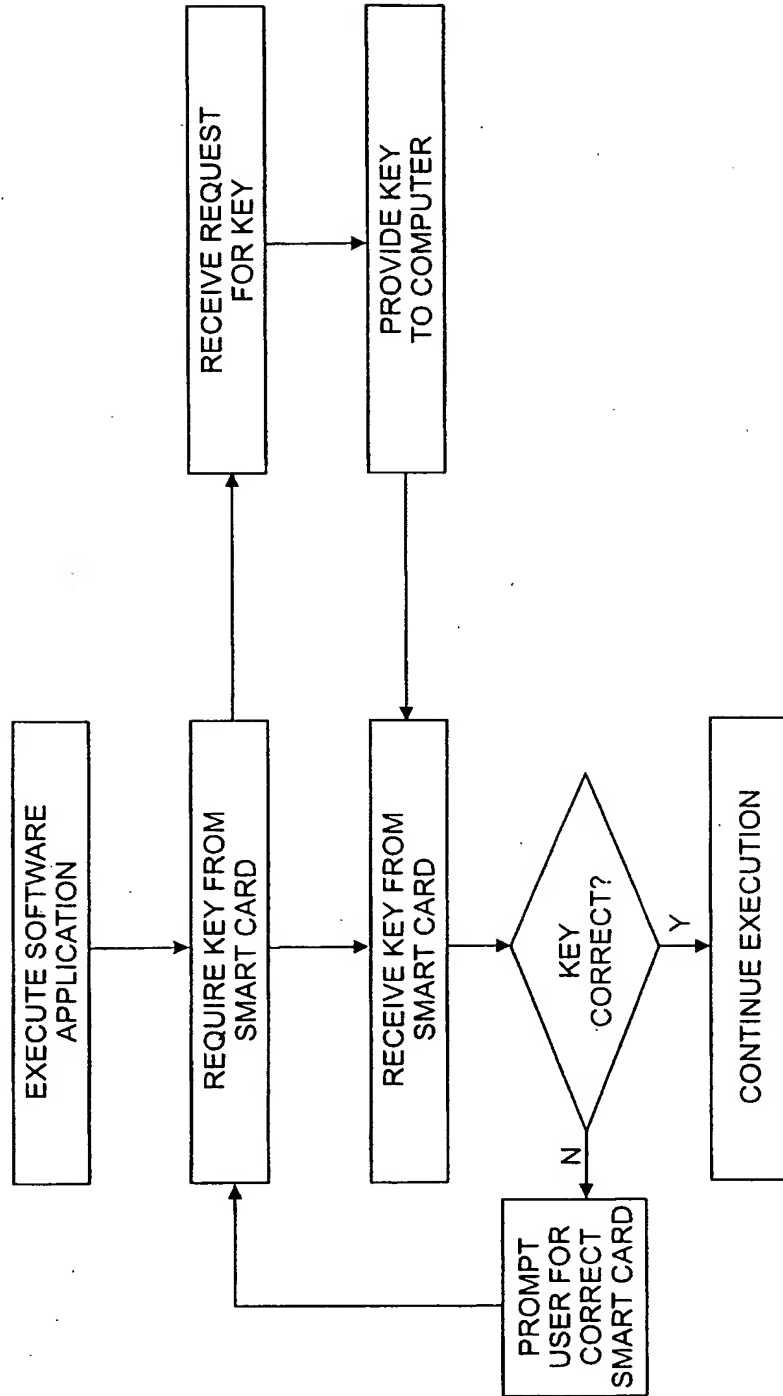 EXECUTE SOFTWARE
APPLICATION
REQUIRE KEY FROM
SMART CARD
RECEIVE REQUEST
FOR KEY
PROVIDE KEY
TO COMPUTER
RECEIVE KEY FROM
SMART CARD
KEY
CORRECT?
N
PROMPT
USER FOR
CORRECT
SMART CARD
Y
CONTINUE EXECUTION